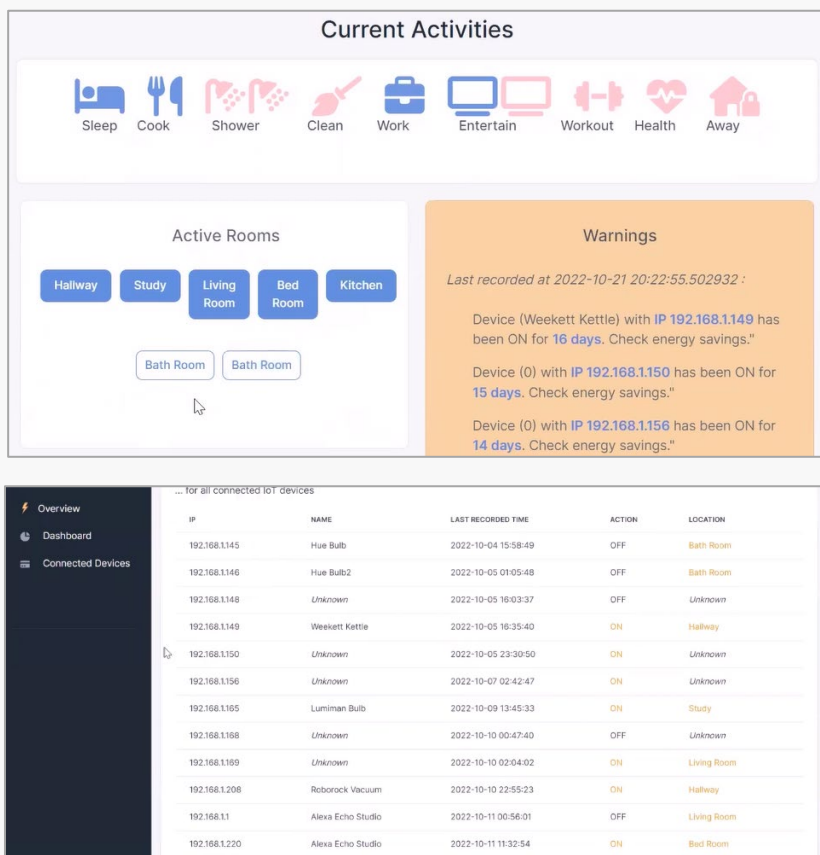 Current Activities
Sleep Cook Shower Clean Work Entertain Workout Health Away
Active Rooms
Hallway Study Living Room Bed Room Kitchen
Bath Room Bath Room
Warnings
Last recorded at 2022-10-21 20:22:55.502932 :
Device (Weekett Kettle) with IP 192.168.1.149 has
been ON for 16 days. Check energy savings."
Device (0) with IP 192.168.1.150 has been ON for
15 days. Check energy savings."
Device (0) with IP 192.168.1.156 has been ON for
14 days. Check energy savings."
Overview
Dashboard
Connected Devices
... for all connected IoT devices
IP NAME LAST RECORDED TIME ACTION LOCATION
192.168.1.145 Hue Bulb 2022-10-04 15:58:49 OFF Bath Room
192.168.1.146 Hue Bulb2 2022-10-05 01:05:48 OFF Bath Room
192.168.1.148 Unknown 2022-10-05 16:03:37 OFF Unknown
192.168.1.149 Weekett Kettle 2022-10-05 16:35:40 ON Hallway
192.168.1.150 Unknown 2022-10-05 23:30:50 ON Unknown
192.168.1.156 Unknown 2022-10-07 02:42:47 ON Unknown
192.168.1.165 Lumiman Bulb 2022-10-09 13:45:33 ON Study
192.168.1.168 Unknown 2022-10-10 00:47:40 OFF Unknown
192.168.1.169 Unknown 2022-10-10 02:04:02 ON Living Room
192.168.1.208 Roborock Vacuum 2022-10-10 22:55:23 ON Hallway
192.168.1.1 Alexa Echo Studio 2022-10-11 00:56:01 OFF Living Room
192.168.1.220 Alexa Echo Studio 2022-10-11 11:32:54 ON Bed Room